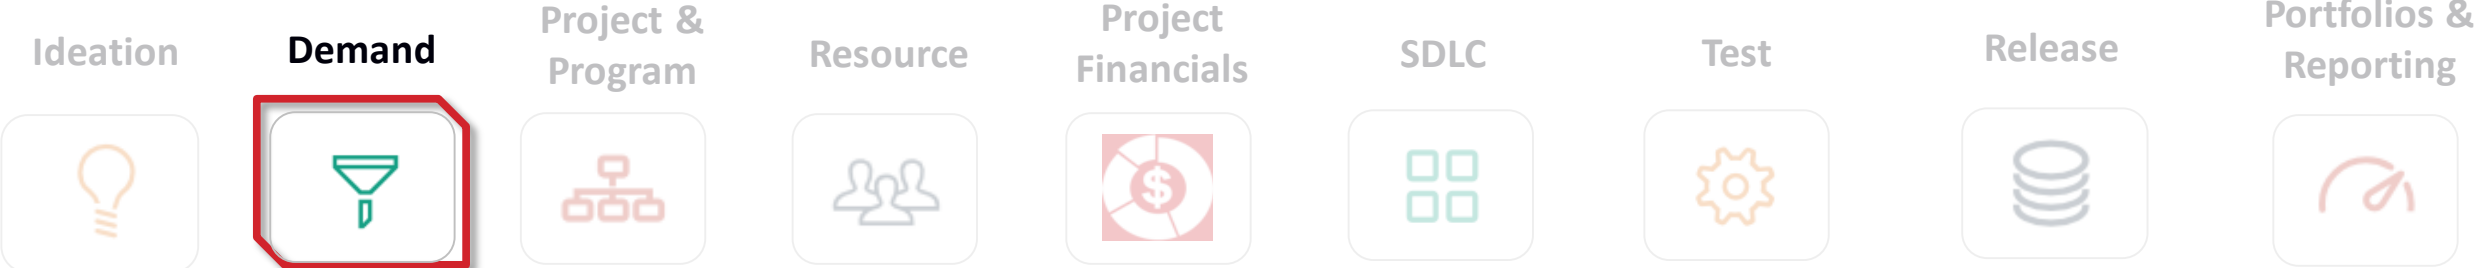 Ideation
Demand
Project &
Program
Resource
Project
Financials
SDLC
Test
Release
Portfolios &
Reporting
$